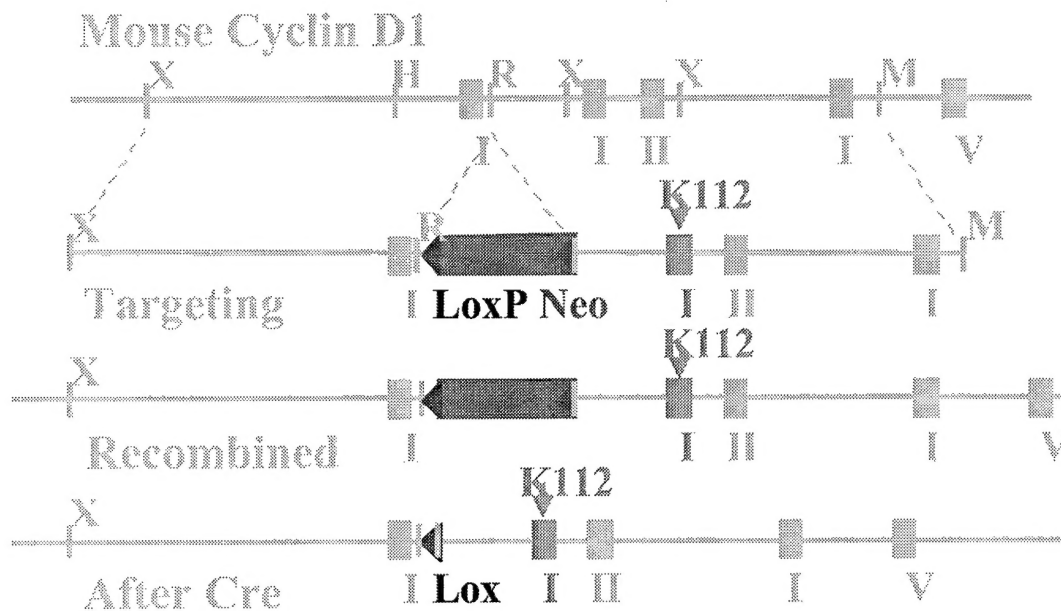 Mouse Cyclin D1
X H R X X M
I I II I V
K112
X R M
I LoxP Neo I II I
Targeting
K112
X
I I II I V
Recombined
K112
X
I Lox I II I V
After Cre